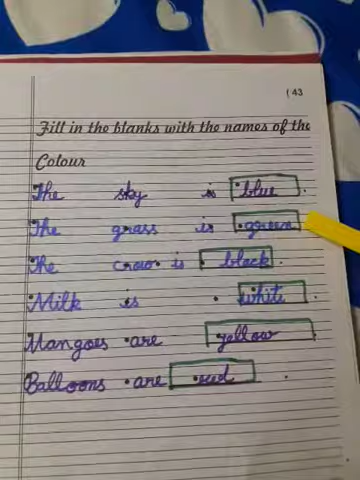 (43
Fill in the blanks with the names of the
Colour
The sky is blue.
The grass is green
The crow is black.
Milk is white.
Mangoes are yellow
Balloons are red.